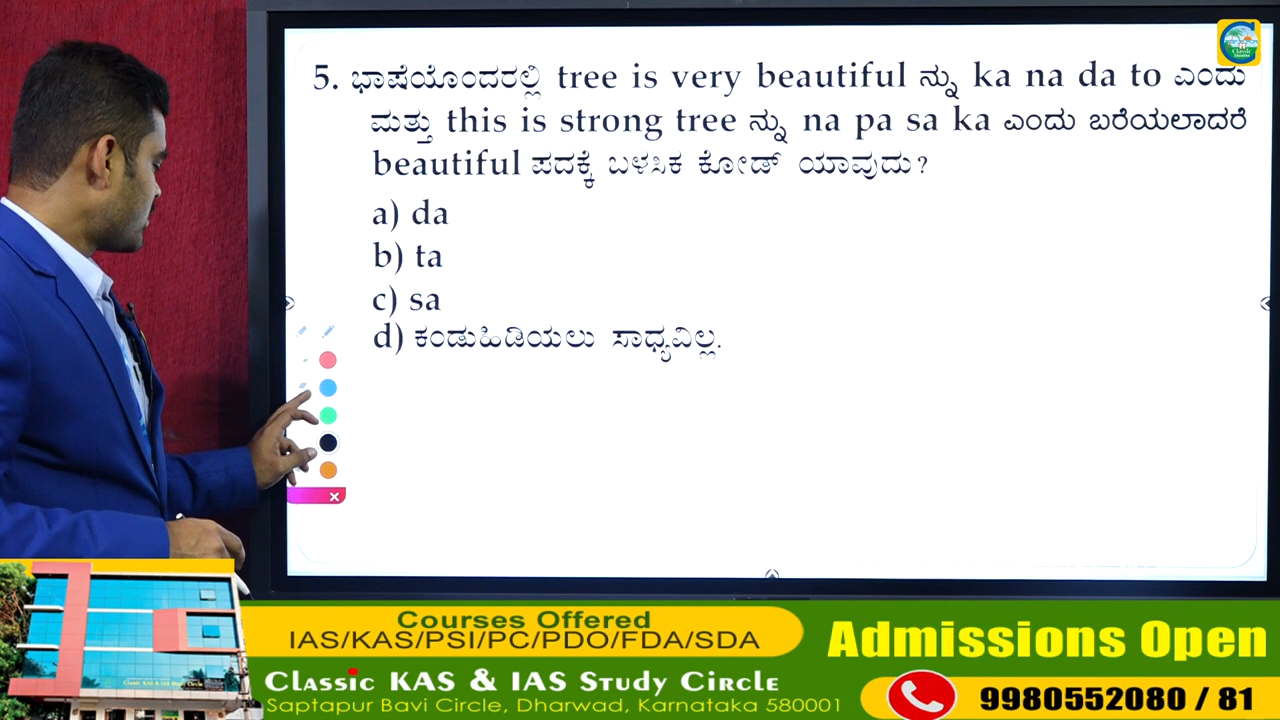 5. ಭಾಷೆಯೊಂದರಲ್ಲಿ tree is very beautiful ನ್ನು ka na da to ಎಂದು
ಮತ್ತು this is strong tree ನ್ನು na pa sa ka ಎಂದು ಬರೆಯಲಾದರೆ
beautiful ಪದಕ್ಕೆ ಬಳಸಿಕ ಕೋಡ್ ಯಾವುದು?
a) da
b) ta
c) sa
d) ಕಂಡುಹಿಡಿಯಲು ಸಾಧ್ಯವಿಲ್ಲ.
Classic
Education
Courses Offered
IAS/KAS/PSI/PC/PDO/FDA/SDA
Classic KAS & IAS Study Circle
Saptapur Bavi Circle, Dharwad, Karnataka 580001
Admissions Open
9980552080 / 81